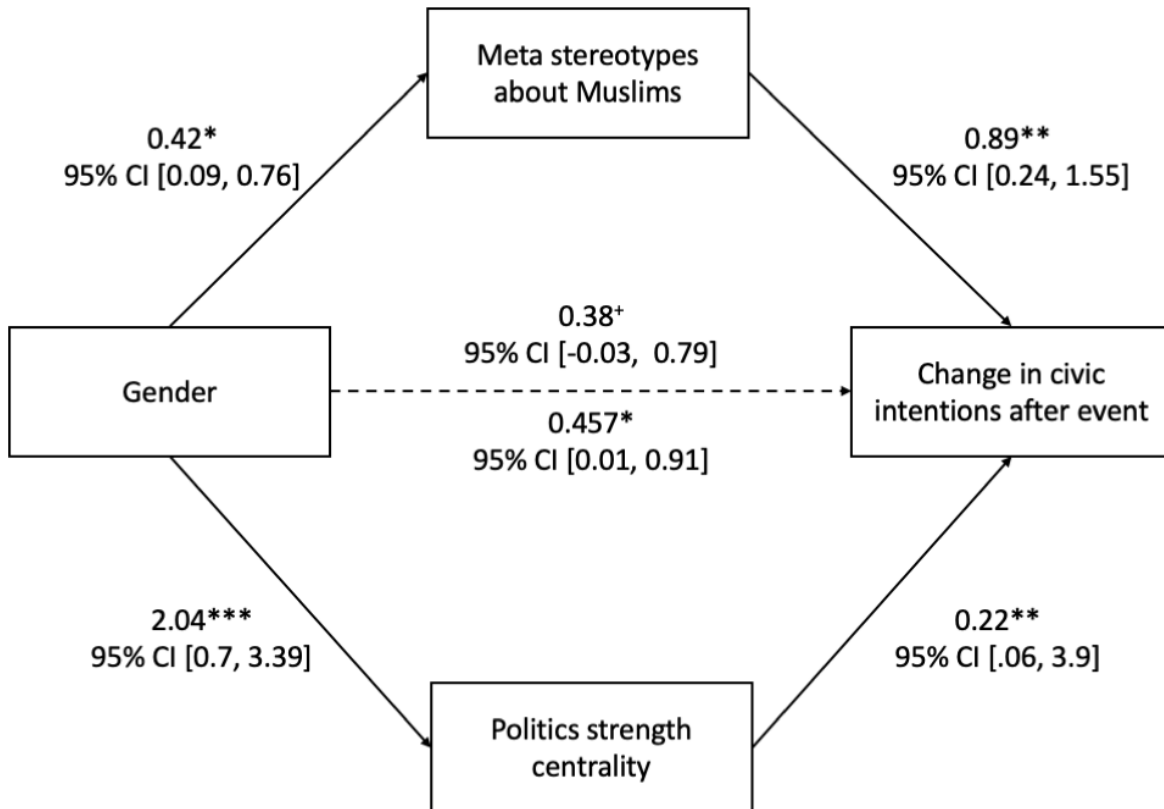 Meta stereotypes
about Muslims
0.42*
95% CI [0.09, 0.76]
0.89**
95% CI [0.24, 1.55]
Gender
0.38⁺
95% CI [-0.03, 0.79]
0.457*
95% CI [0.01, 0.91]
Change in civic
intentions after event
2.04***
95% CI [0.7, 3.39]
0.22**
95% CI [.06, 3.9]
Politics strength
centrality